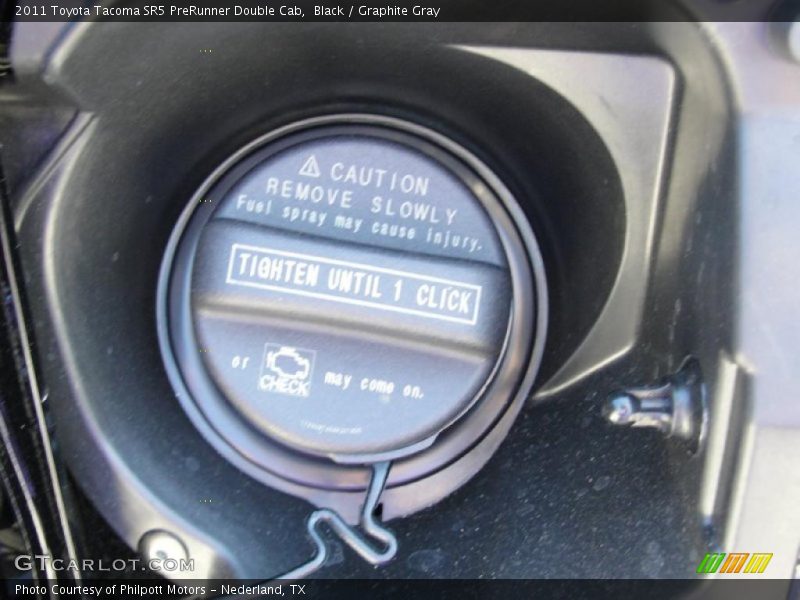 2011 Toyota Tacoma SR5 PreRunner Double Cab,  Black / Graphite Gray
CAUTION
REMOVE SLOWLY
Fuel spray may cause injury.
TIGHTEN UNTIL 1 CLICK
or CHECK may come on.
GTCARLOT.COM
Photo Courtesy of Philpott Motors - Nederland, TX